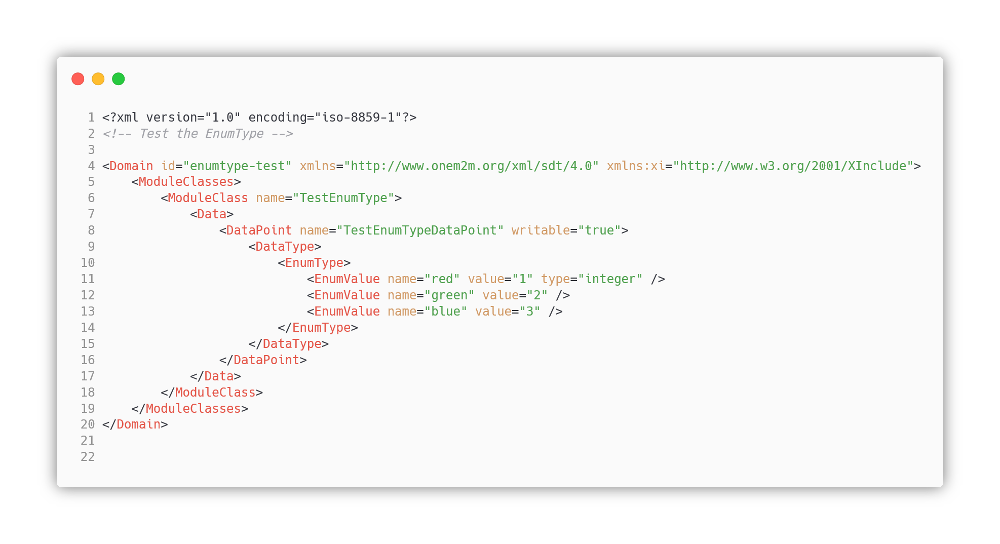 1 <?xml version="1.0" encoding="iso-8859-1"?>
2 <!-- Test the EnumType -->
3
4 <Domain id="enumtype-test" xmlns="http://www.onem2m.org/xml/sdt/4.0" xmlns:xi="http://www.w3.org/2001/XInclude">
5     <ModuleClasses>
6         <ModuleClass name="TestEnumType">
7             <Data>
8                 <DataPoint name="TestEnumTypeDataPoint" writable="true">
9                     <DataType>
10                         <EnumType>
11                             <EnumValue name="red" value="1" type="integer" />
12                             <EnumValue name="green" value="2" />
13                             <EnumValue name="blue" value="3" />
14                         </EnumType>
15                     </DataType>
16                 </DataPoint>
17             </Data>
18         </ModuleClass>
19     </ModuleClasses>
20 </Domain>
21
22